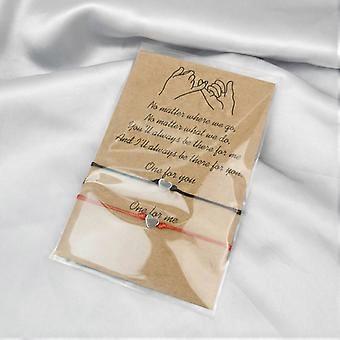 No matter where we go,
No matter what we do,
You'll always be there for me
And I'll always be there for you.
One for you
One for me